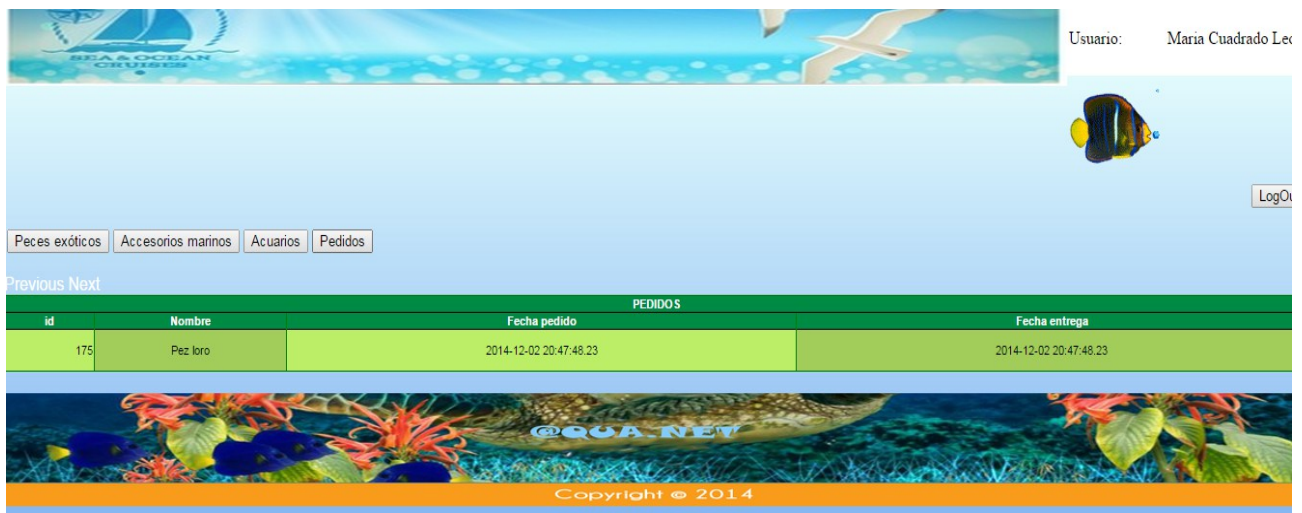 SEA & OCEAN
CRUISES
Usuario: Maria Cuadrado
Peces exóticos Accesorios marinos Acuarios Pedidos
Previous Next
PEDIDOS
id Nombre Fecha pedido Fecha entrega
175 Pez loro 2014-12-02 20:47:48.23 2014-12-02 20:47:48.23
@QUA.NET
Copyright © 2014